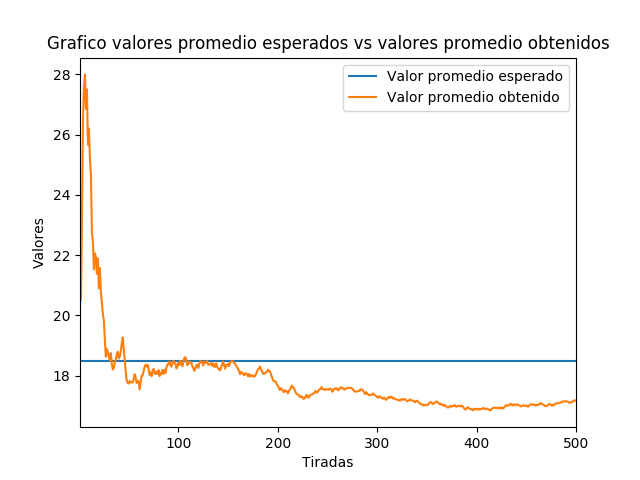 Grafico valores promedio esperados vs valores promedio obtenidos
Valor promedio esperado
Valor promedio obtenido
28
26
24
22
20
18
Valores
100
200
300
400
500
Tiradas